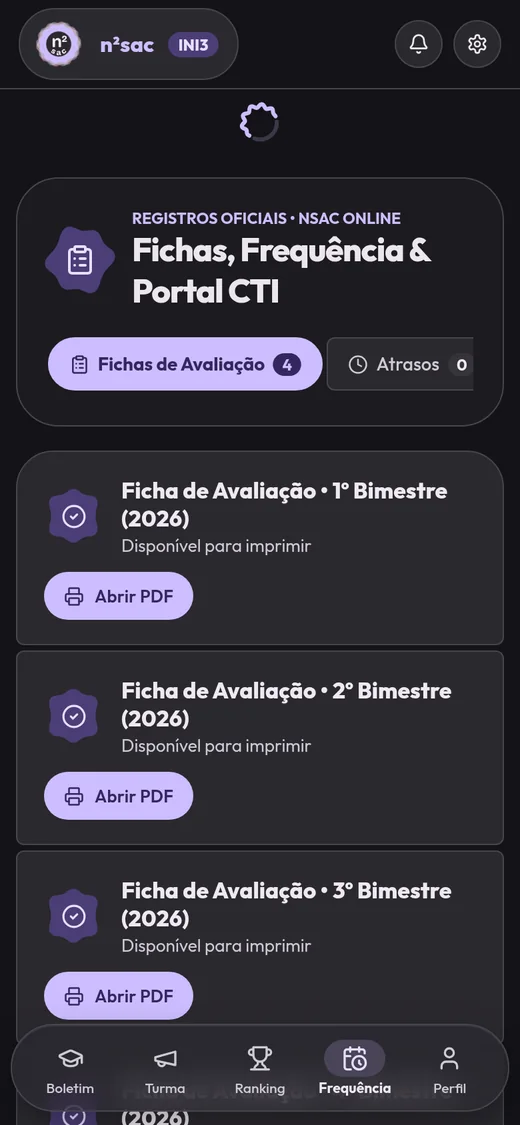 n²
sac
n²sac
INI3
REGISTROS OFICIAIS • NSAC ONLINE
Fichas, Frequência &
Portal CTI
Fichas de Avaliação 4
Atrasos 0
Ficha de Avaliação • 1º Bimestre
(2026)
Disponível para imprimir
Abrir PDF
Ficha de Avaliação • 2º Bimestre
(2026)
Disponível para imprimir
Abrir PDF
Ficha de Avaliação • 3º Bimestre
(2026)
Disponível para imprimir
Abrir PDF
Boletim
Turma
Ranking
Frequência
Perfil
(2026)